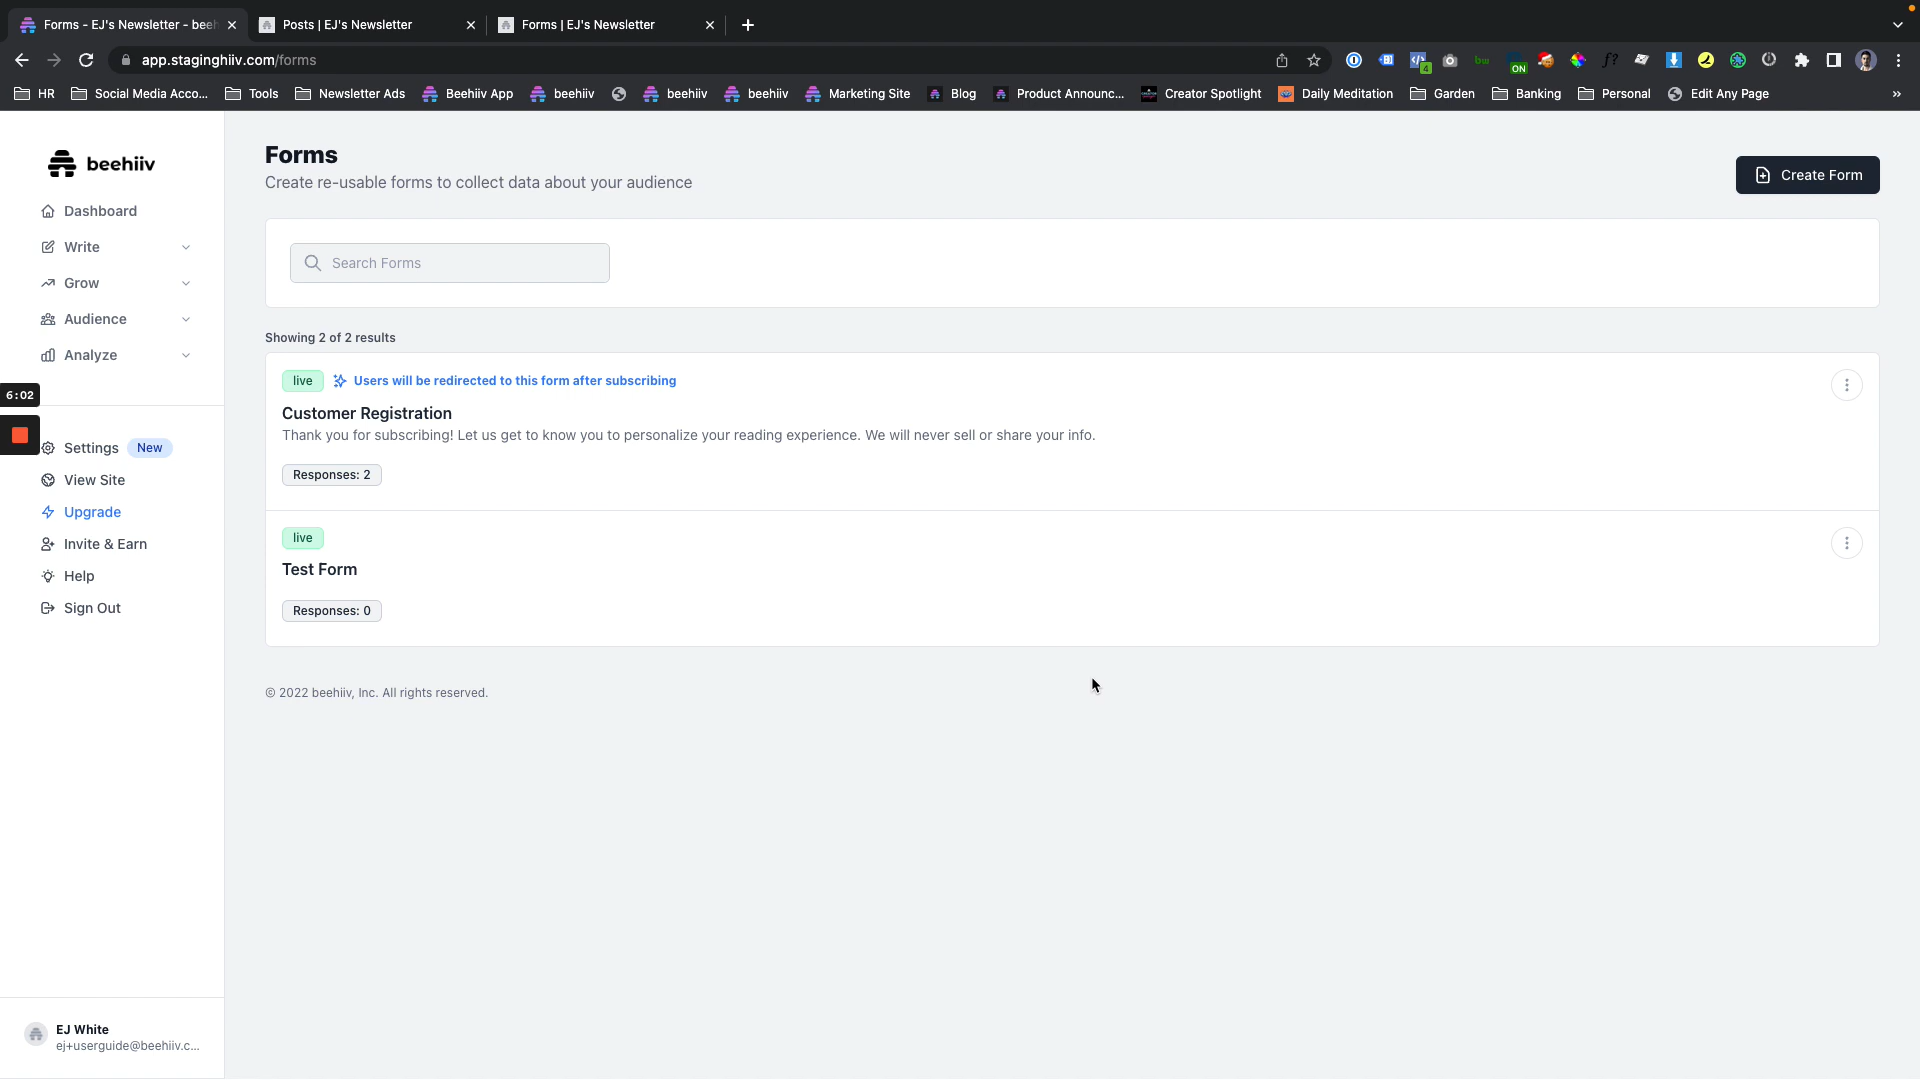 Forms - EJ's Newsletter - beeh
Posts | EJ's Newsletter
Forms | EJ's Newsletter
app.staginghiiv.com/forms
4
bw
ON
f?
HR
Social Media Acco...
Tools
Newsletter Ads
Beehiiv App
beehiiv
beehiiv
beehiiv
Marketing Site
Blog
Product Announc...
Creator Spotlight
Daily Meditation
Garden
Banking
Personal
Edit Any Page
»
beehiiv
Dashboard
Write
Grow
Audience
Analyze
6:02
Settings New
View Site
Upgrade
Invite & Earn
Help
Sign Out
EJ White
ej+userguide@beehiiv.c...
Forms
Create re-usable forms to collect data about your audience
Create Form
Search Forms
Showing 2 of 2 results
live Users will be redirected to this form after subscribing
Customer Registration
Thank you for subscribing! Let us get to know you to personalize your reading experience. We will never sell or share your info.
Responses: 2
live
Test Form
Responses: 0
© 2022 beehiiv, Inc. All rights reserved.